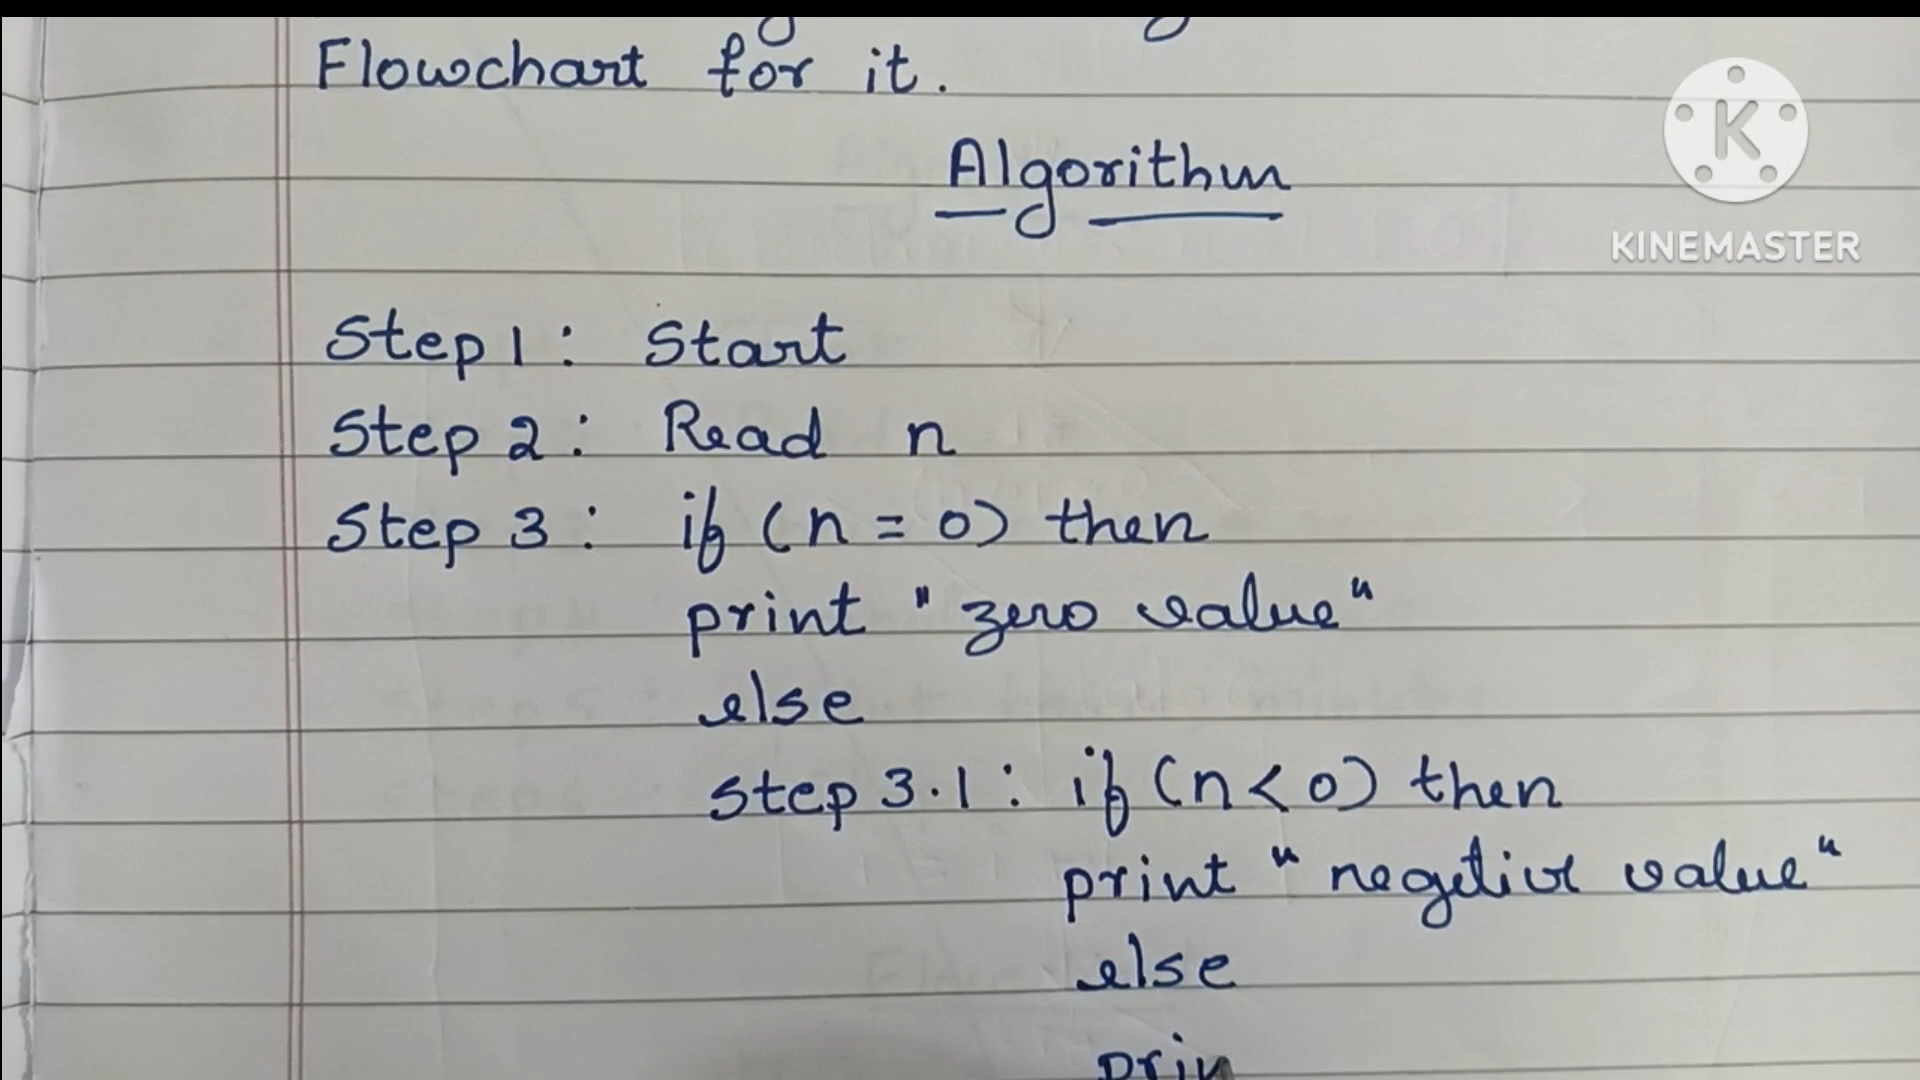 Flowchart for it.
Algorithm
KINEMASTER
Step 1: Start
Step 2: Read n
Step 3: if (n = 0) then
print "zero value"
else
Step 3.1: if (n < 0) then
print "negetive value"
else